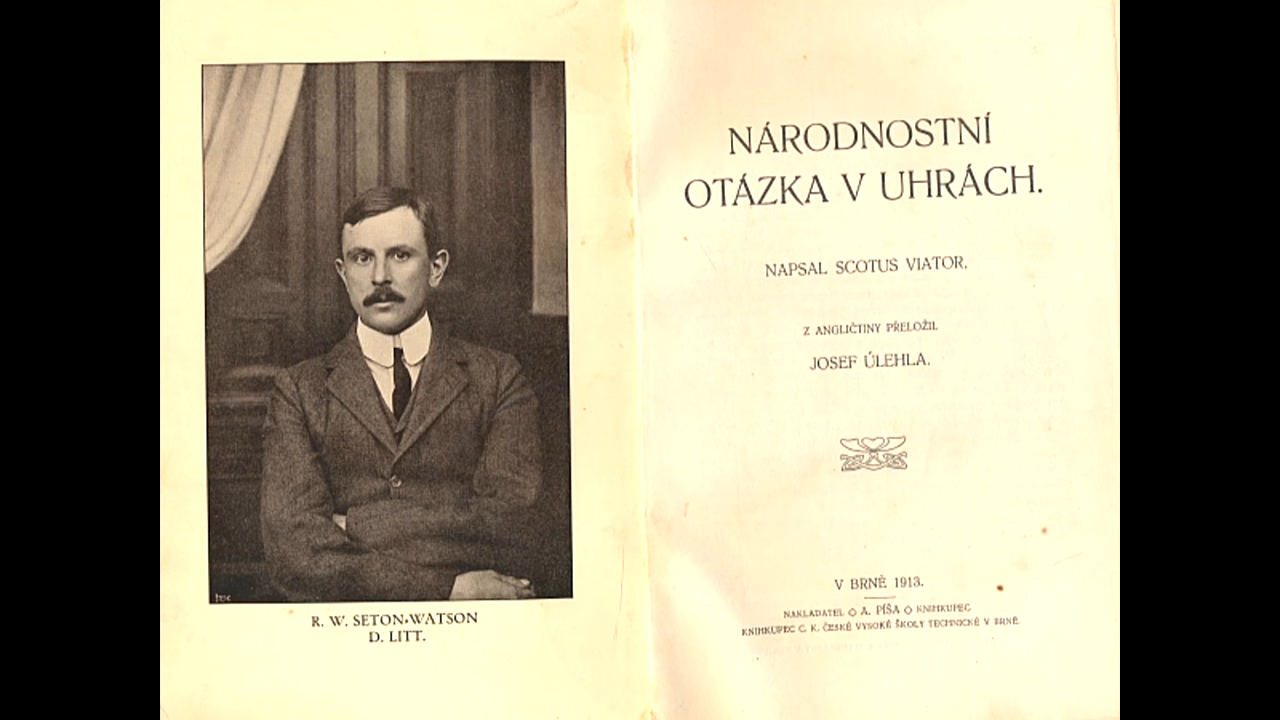 R. W. SETON-WATSON
D. LITT.
NÁRODNOSTNÍ
OTÁZKA V UHRÁCH.
NAPSAL SCOTUS VIATOR.
Z ANGLIČTINY PŘELOŽIL
JOSEF ÚLEHLA.
V BRNĚ 1913.
NAKLADATEL ◇ A. PÍŠA ◇ KNIHKUPEC
KNIHKUPEC C. K. ČESKÉ VYSOKÉ ŠKOLY TECHNICKÉ V BRNĚ.